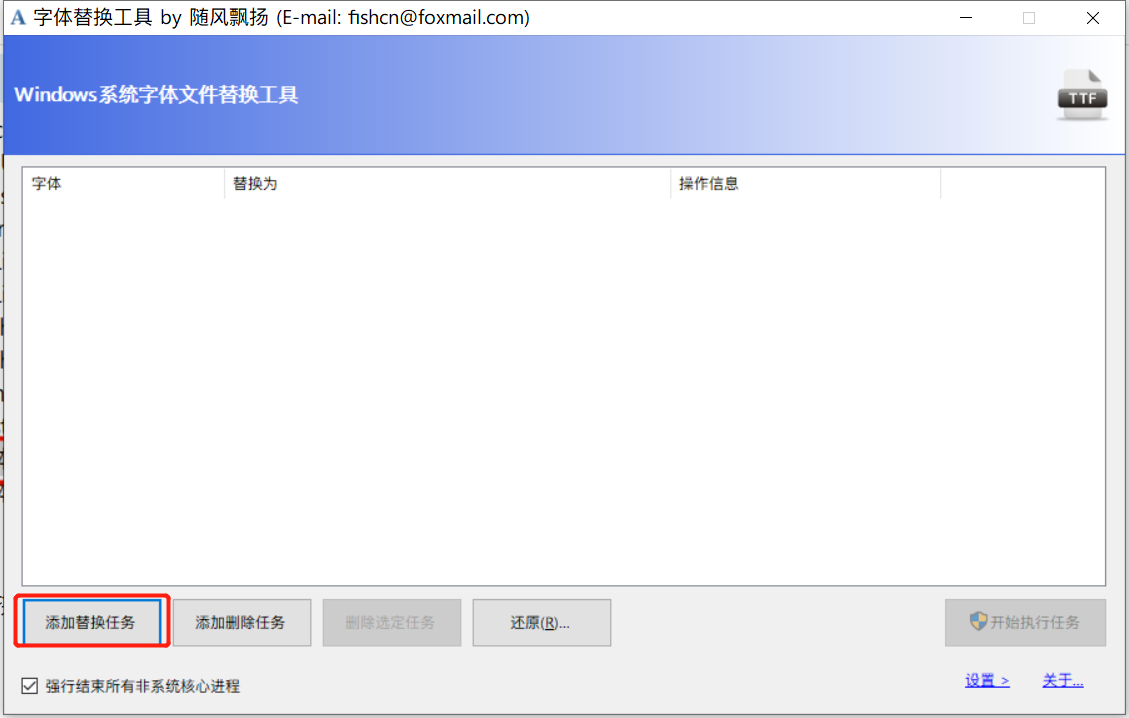 字体替换工具 by 随风飘扬 (E-mail: fishcn@foxmail.com)
Windows系统字体文件替换工具
TTF
字体 替换为 操作信息
添加替换任务 添加删除任务 删除选定任务 还原(R)... 开始执行任务
强行结束所有非系统核心进程 设置 > 关于...